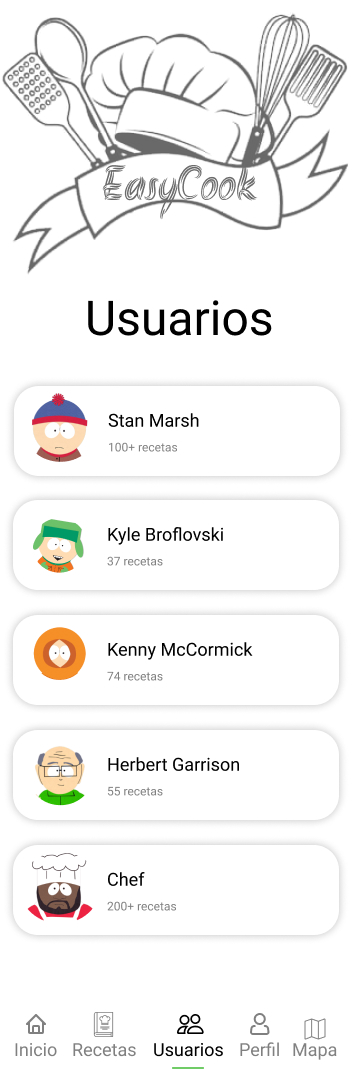 EasyCook
Usuarios
Stan Marsh
100+ recetas
Kyle Broflovski
37 recetas
Kenny McCormick
74 recetas
Herbert Garrison
55 recetas
Chef
200+ recetas
Inicio Recetas Usuarios Perfil Mapa